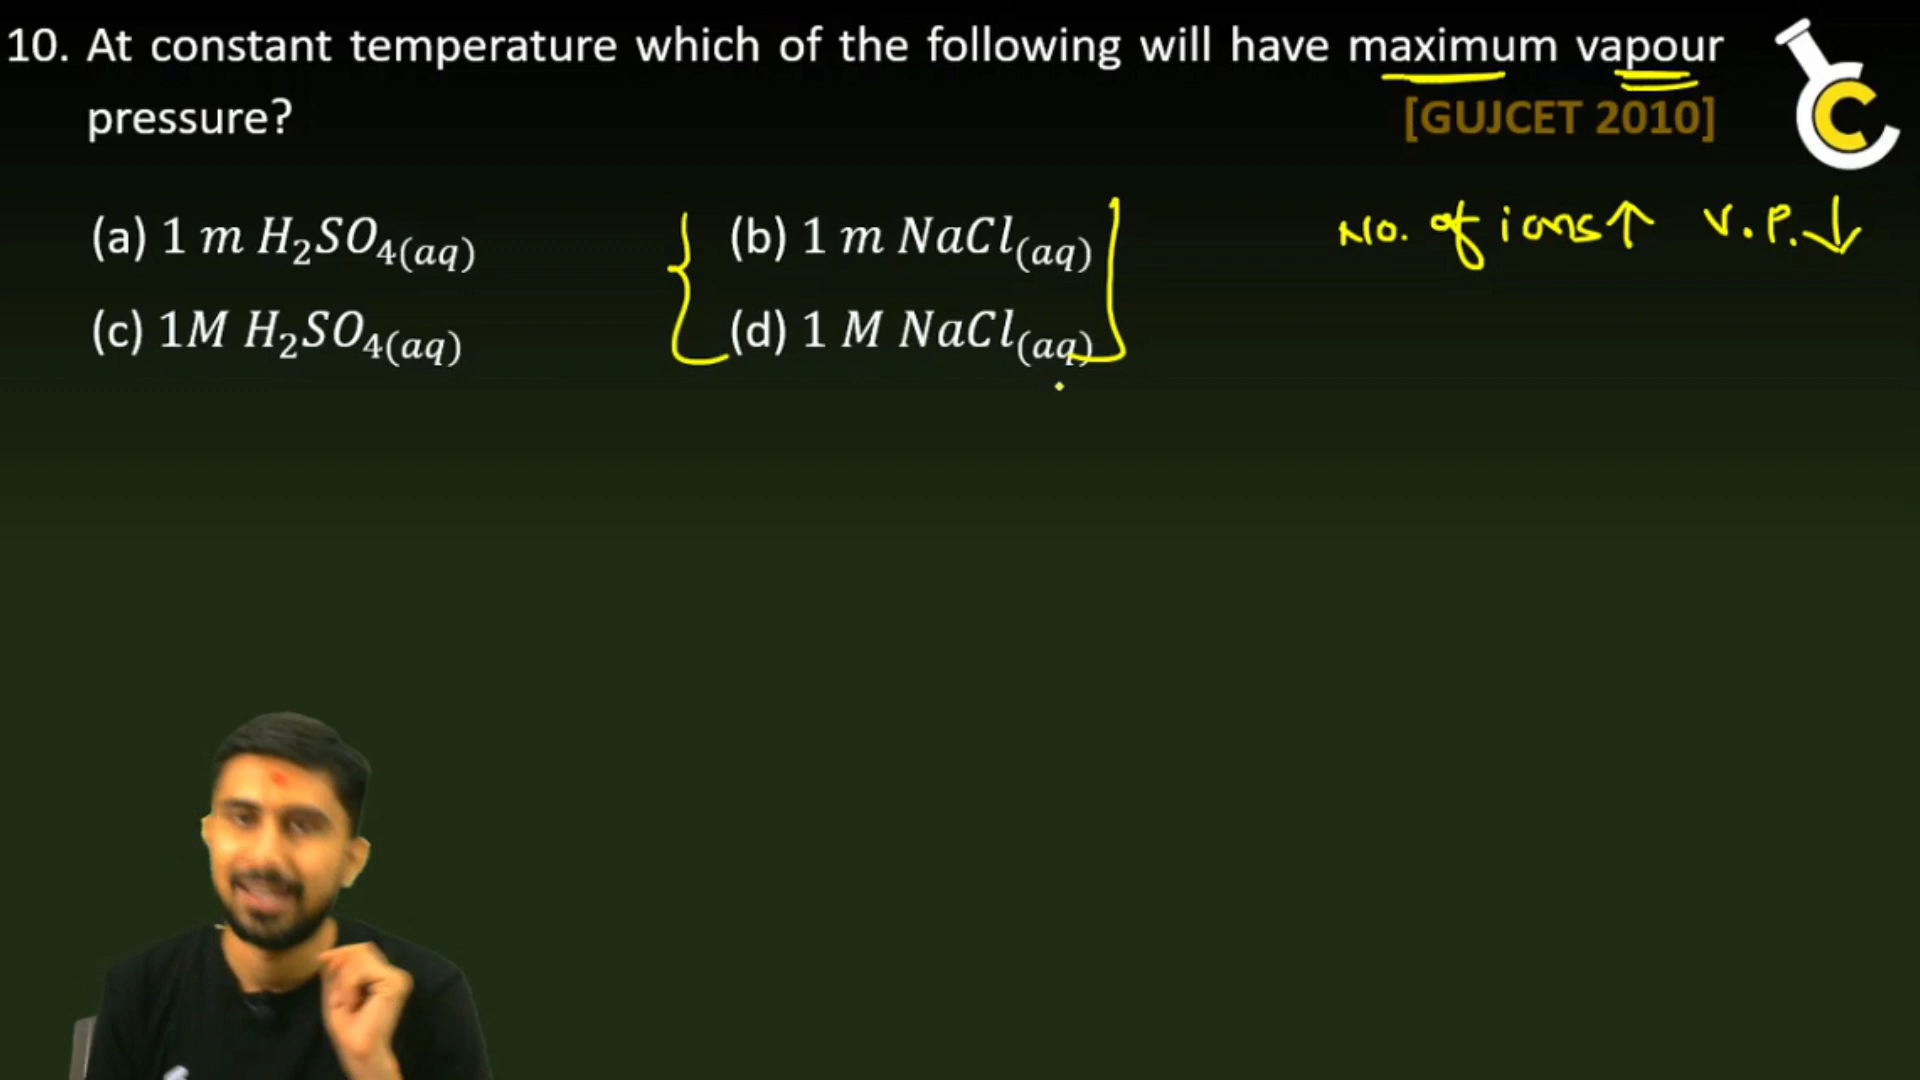 10. At constant temperature which of the following will have maximum vapour
pressure? [GUJCET 2010]
No. of ions ↑ V.P. ↓
(a) 1 m H₂SO₄(aq) (b) 1 m NaCl(aq)
(c) 1M H₂SO₄(aq) (d) 1 M NaCl(aq)
C